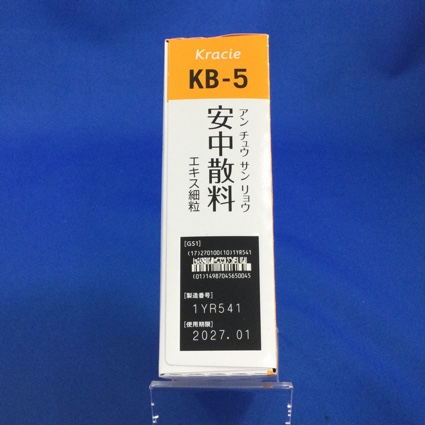 Kracie
KB-5
アン チュウ サン リョウ
安中散料
エキス細粒
[GS1]
(17)270100(10)1YR541
(01)14987045650045
[製造番号]
1YR541
[使用期限]
2027.01